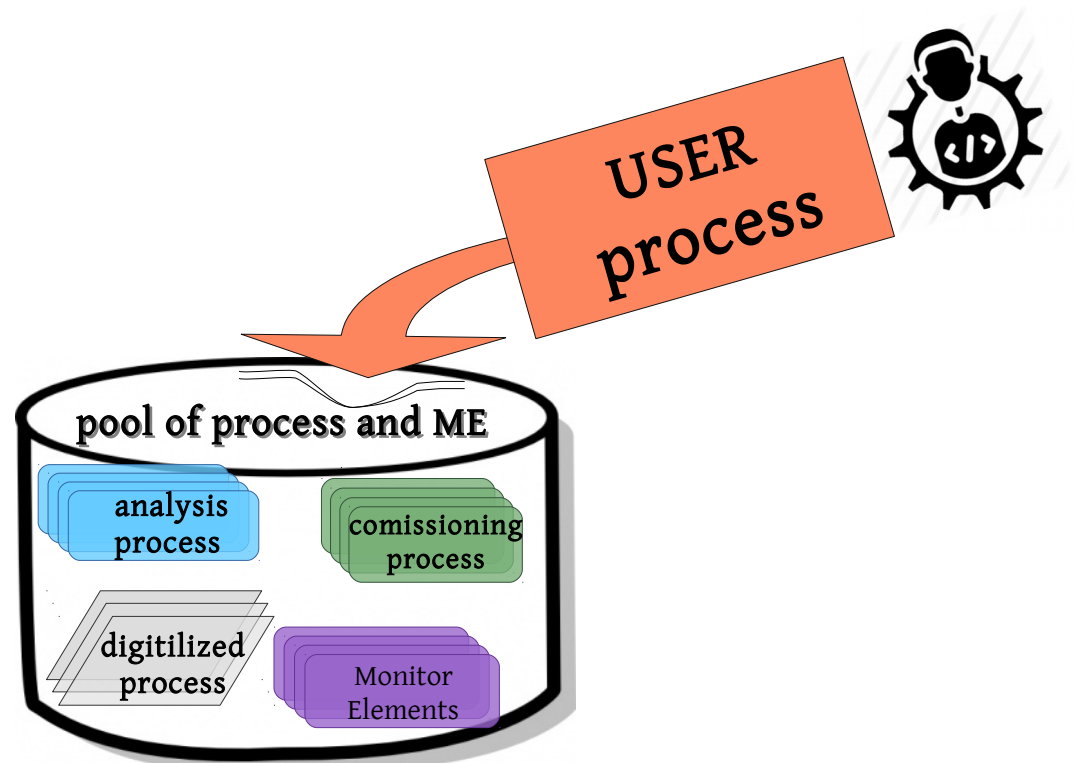 USER
process
</>
pool of process and ME
analysis
process
comissioning
process
digitilized
process
Monitor
Elements